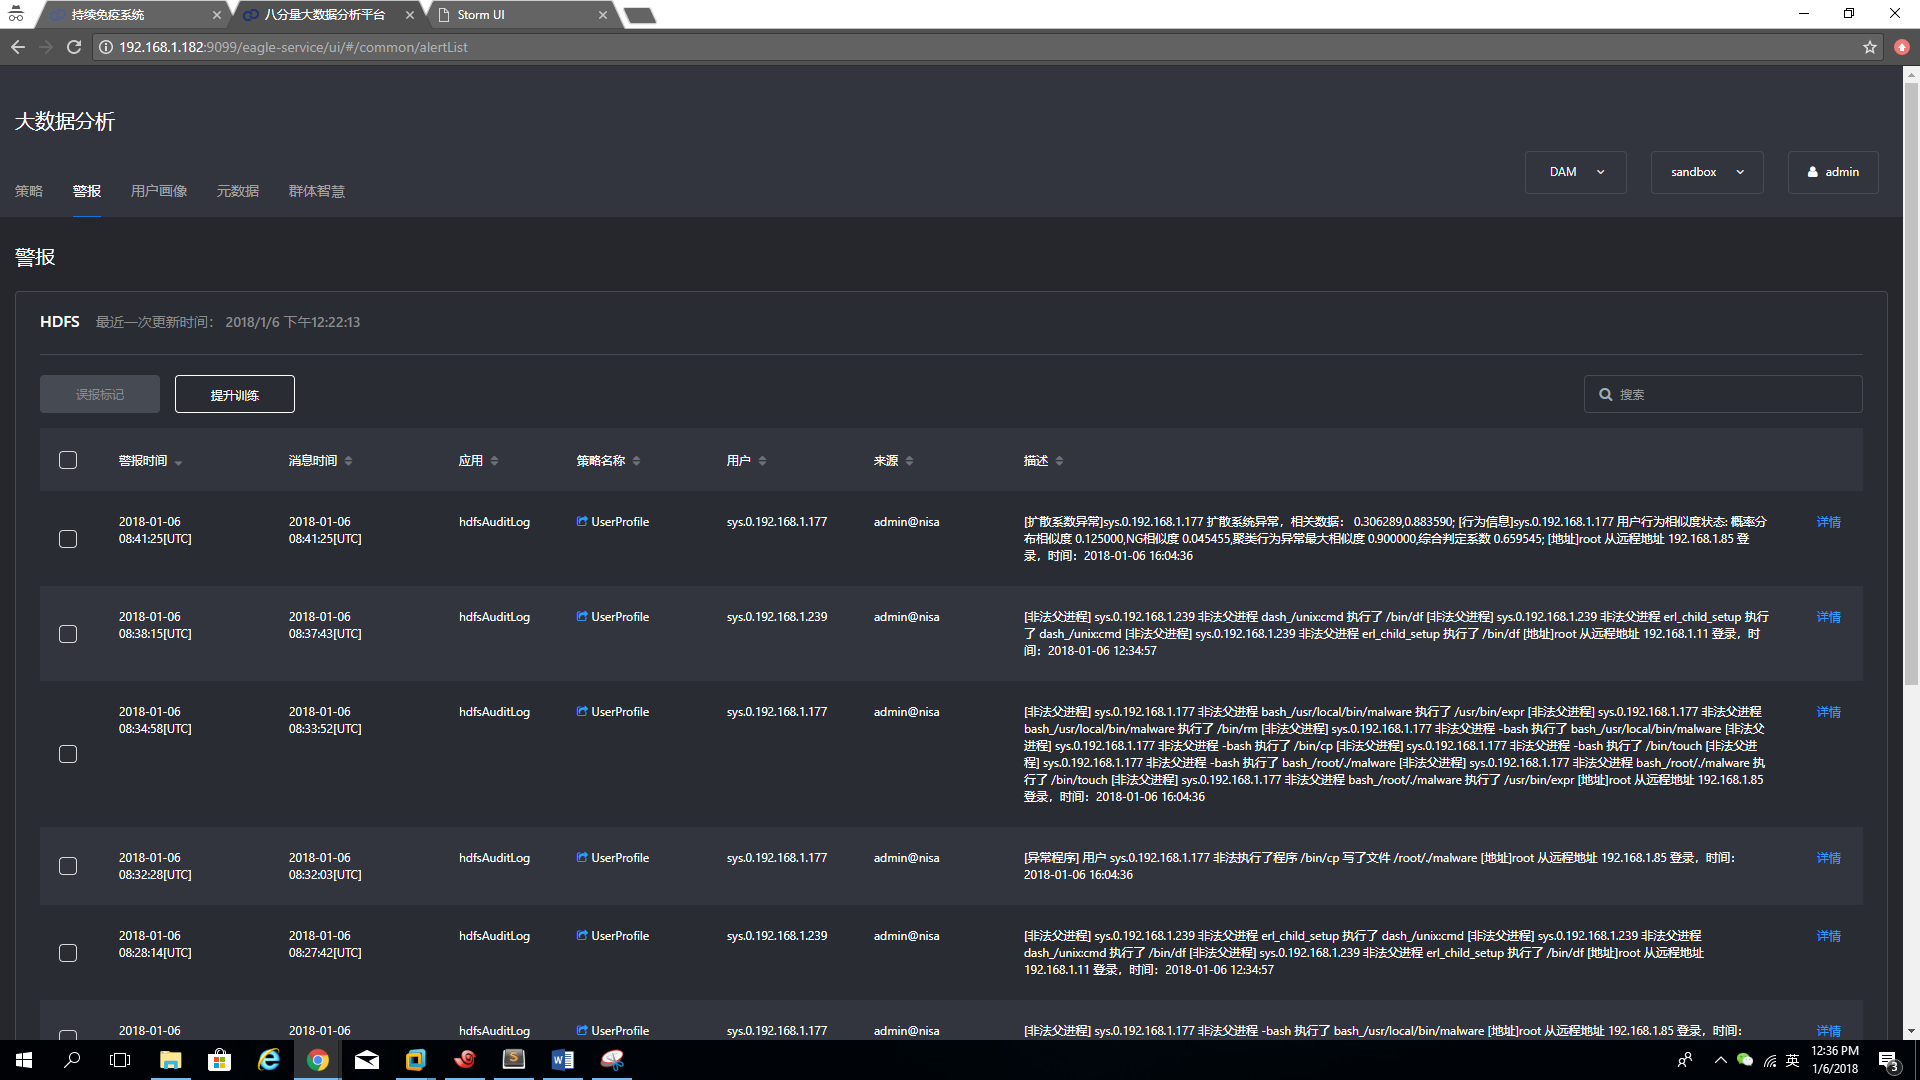 持续免疫系统
八分量大数据分析平台
Storm UI
192.168.1.182:9099/eagle-service/ui/#/common/alertList
大数据分析
策略 警报 用户画像 元数据 群体智慧
DAM sandbox admin
警报
HDFS 最近一次更新时间： 2018/1/6 下午12:22:13
误报标记 提升训练 搜索
警报时间 消息时间 应用 策略名称 用户 来源 描述
2018-01-06 08:41:25[UTC] 2018-01-06 08:41:25[UTC] hdfsAuditLog UserProfile sys.0.192.168.1.177 admin@nisa
[扩散系数异常]sys.0.192.168.1.177 扩散系统异常，相关数据： 0.306289,0.883590; [行为信息]sys.0.192.168.1.177 用户行为相似度状态: 概率分
布相似度 0.125000,NG相似度 0.045455,聚类行为异常最大相似度 0.900000,综合判定系数 0.659545; [地址]root 从远程地址 192.168.1.85 登
录，时间：2018-01-06 16:04:36
详情
2018-01-06 08:38:15[UTC] 2018-01-06 08:37:43[UTC] hdfsAuditLog UserProfile sys.0.192.168.1.239 admin@nisa
[非法父进程] sys.0.192.168.1.239 非法父进程 dash_/unix:cmd 执行了 /bin/df [非法父进程] sys.0.192.168.1.239 非法父进程 erl_child_setup 执行
了 dash_/unix:cmd [非法父进程] sys.0.192.168.1.239 非法父进程 erl_child_setup 执行了 /bin/df [地址]root 从远程地址 192.168.1.11 登录，时
间：2018-01-06 12:34:57
详情
2018-01-06 08:34:58[UTC] 2018-01-06 08:33:52[UTC] hdfsAuditLog UserProfile sys.0.192.168.1.177 admin@nisa
[非法父进程] sys.0.192.168.1.177 非法父进程 bash_/usr/local/bin/malware 执行了 /usr/bin/expr [非法父进程] sys.0.192.168.1.177 非法父进程
bash_/usr/local/bin/malware 执行了 /bin/rm [非法父进程] sys.0.192.168.1.177 非法父进程 -bash 执行了 bash_/usr/local/bin/malware [非法父
进程] sys.0.192.168.1.177 非法父进程 -bash 执行了 /bin/cp [非法父进程] sys.0.192.168.1.177 非法父进程 -bash 执行了 /bin/touch [非法父进
程] sys.0.192.168.1.177 非法父进程 -bash 执行了 bash_/root/./malware [非法父进程] sys.0.192.168.1.177 非法父进程 bash_/root/./malware 执
行了 /bin/touch [非法父进程] sys.0.192.168.1.177 非法父进程 bash_/root/./malware 执行了 /usr/bin/expr [地址]root 从远程地址 192.168.1.85
登录，时间：2018-01-06 16:04:36
详情
2018-01-06 08:32:28[UTC] 2018-01-06 08:32:03[UTC] hdfsAuditLog UserProfile sys.0.192.168.1.177 admin@nisa
[异常程序] 用户 sys.0.192.168.1.177 非法执行了程序 /bin/cp 写了文件 /root/./malware [地址]root 从远程地址 192.168.1.85 登录，时间：
2018-01-06 16:04:36
详情
2018-01-06 08:28:14[UTC] 2018-01-06 08:27:42[UTC] hdfsAuditLog UserProfile sys.0.192.168.1.239 admin@nisa
[非法父进程] sys.0.192.168.1.239 非法父进程 erl_child_setup 执行了 dash_/unix:cmd [非法父进程] sys.0.192.168.1.239 非法父进程
dash_/unix:cmd 执行了 /bin/df [非法父进程] sys.0.192.168.1.239 非法父进程 erl_child_setup 执行了 /bin/df [地址]root 从远程地址
192.168.1.11 登录，时间：2018-01-06 12:34:57
详情
2018-01-06 2018-01-06 hdfsAuditLog UserProfile sys.0.192.168.1.177 admin@nisa
[非法父进程] sys.0.192.168.1.177 非法父进程 -bash 执行了 bash_/usr/local/bin/malware [地址]root 从远程地址 192.168.1.85 登录，时间：
详情
英 12:36 PM
1/6/2018
3